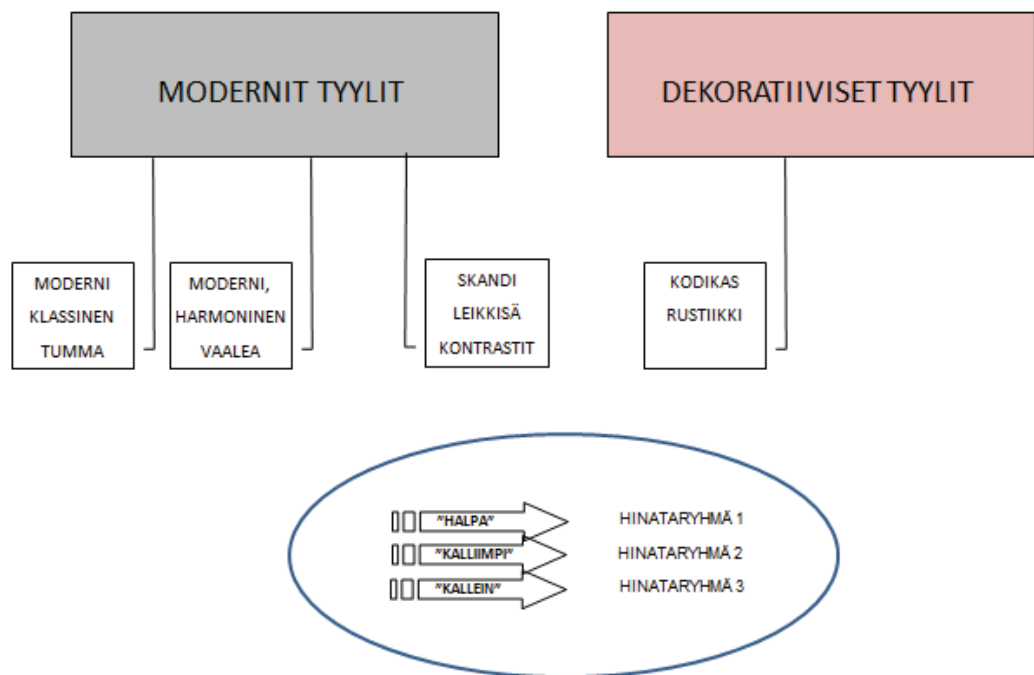 MODERNIT TYYLIT
DEKORATIIVISET TYYLIT
MODERNI
KLASSINEN
TUMMA
MODERNI,
HARMONINEN
VAALEA
SKANDI
LEIKKISÄ
KONTRASTIT
KODIKAS
RUSTIIKKI
"HALPA" HINATARYHMÄ 1
"KALLIIMPI" HINATARYHMÄ 2
"KALLEIN" HINATARYHMÄ 3